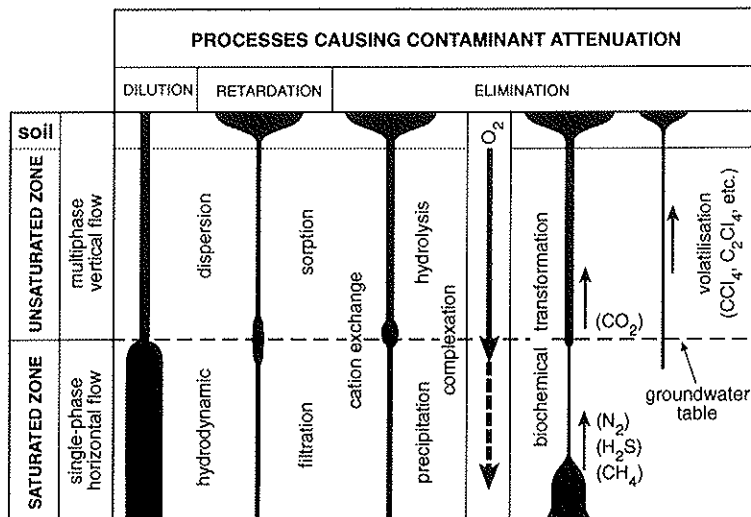 PROCESSES CAUSING CONTAMINANT ATTENUATION
DILUTION
RETARDATION
ELIMINATION
soil
O₂
UNSATURATED ZONE
multiphase
vertical flow
dispersion
sorption
cation exchange
hydrolysis
complexation
transformation
(CO₂)
volatilisation
(CCl₄, C₂Cl₄, etc.)
groundwater
table
SATURATED ZONE
single-phase
horizontal flow
hydrodynamic
filtration
precipitation
biochemical
(N₂)
(H₂S)
(CH₄)